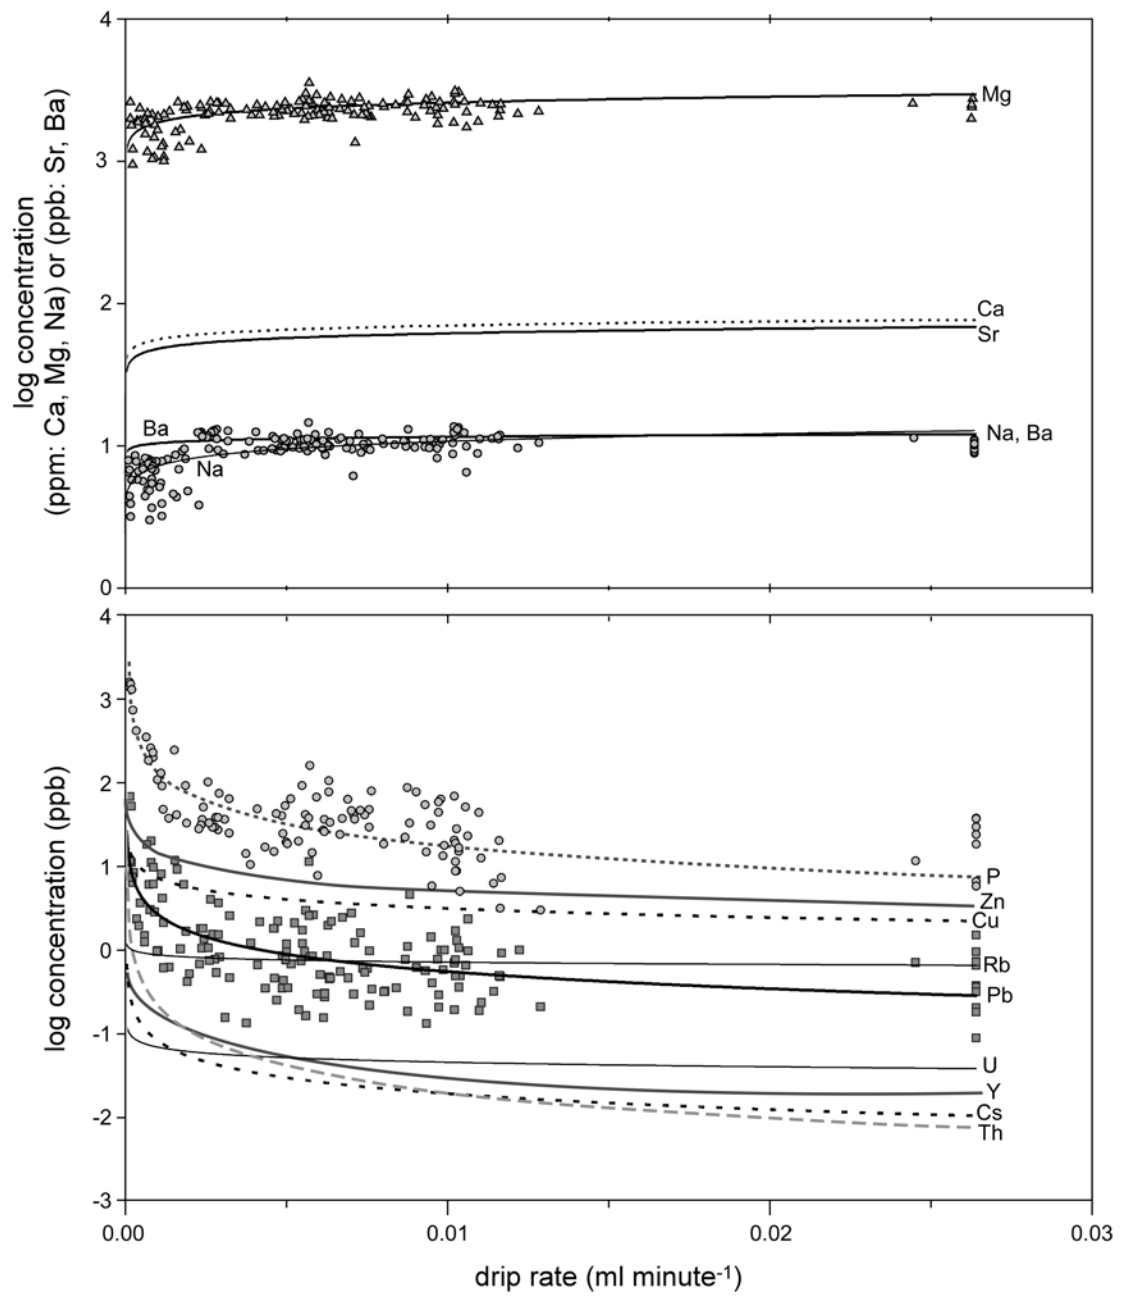 4
3
2
1
0
log concentration
(ppm: Ca, Mg, Na) or (ppb: Sr, Ba)
Mg
Ca
Sr
Ba
Na
Na, Ba
4
3
2
1
0
-1
-2
-3
log concentration (ppb)
P
Zn
Cu
Rb
Pb
U
Y
Cs
Th
0.00
0.01
0.02
0.03
drip rate (ml minute⁻¹)